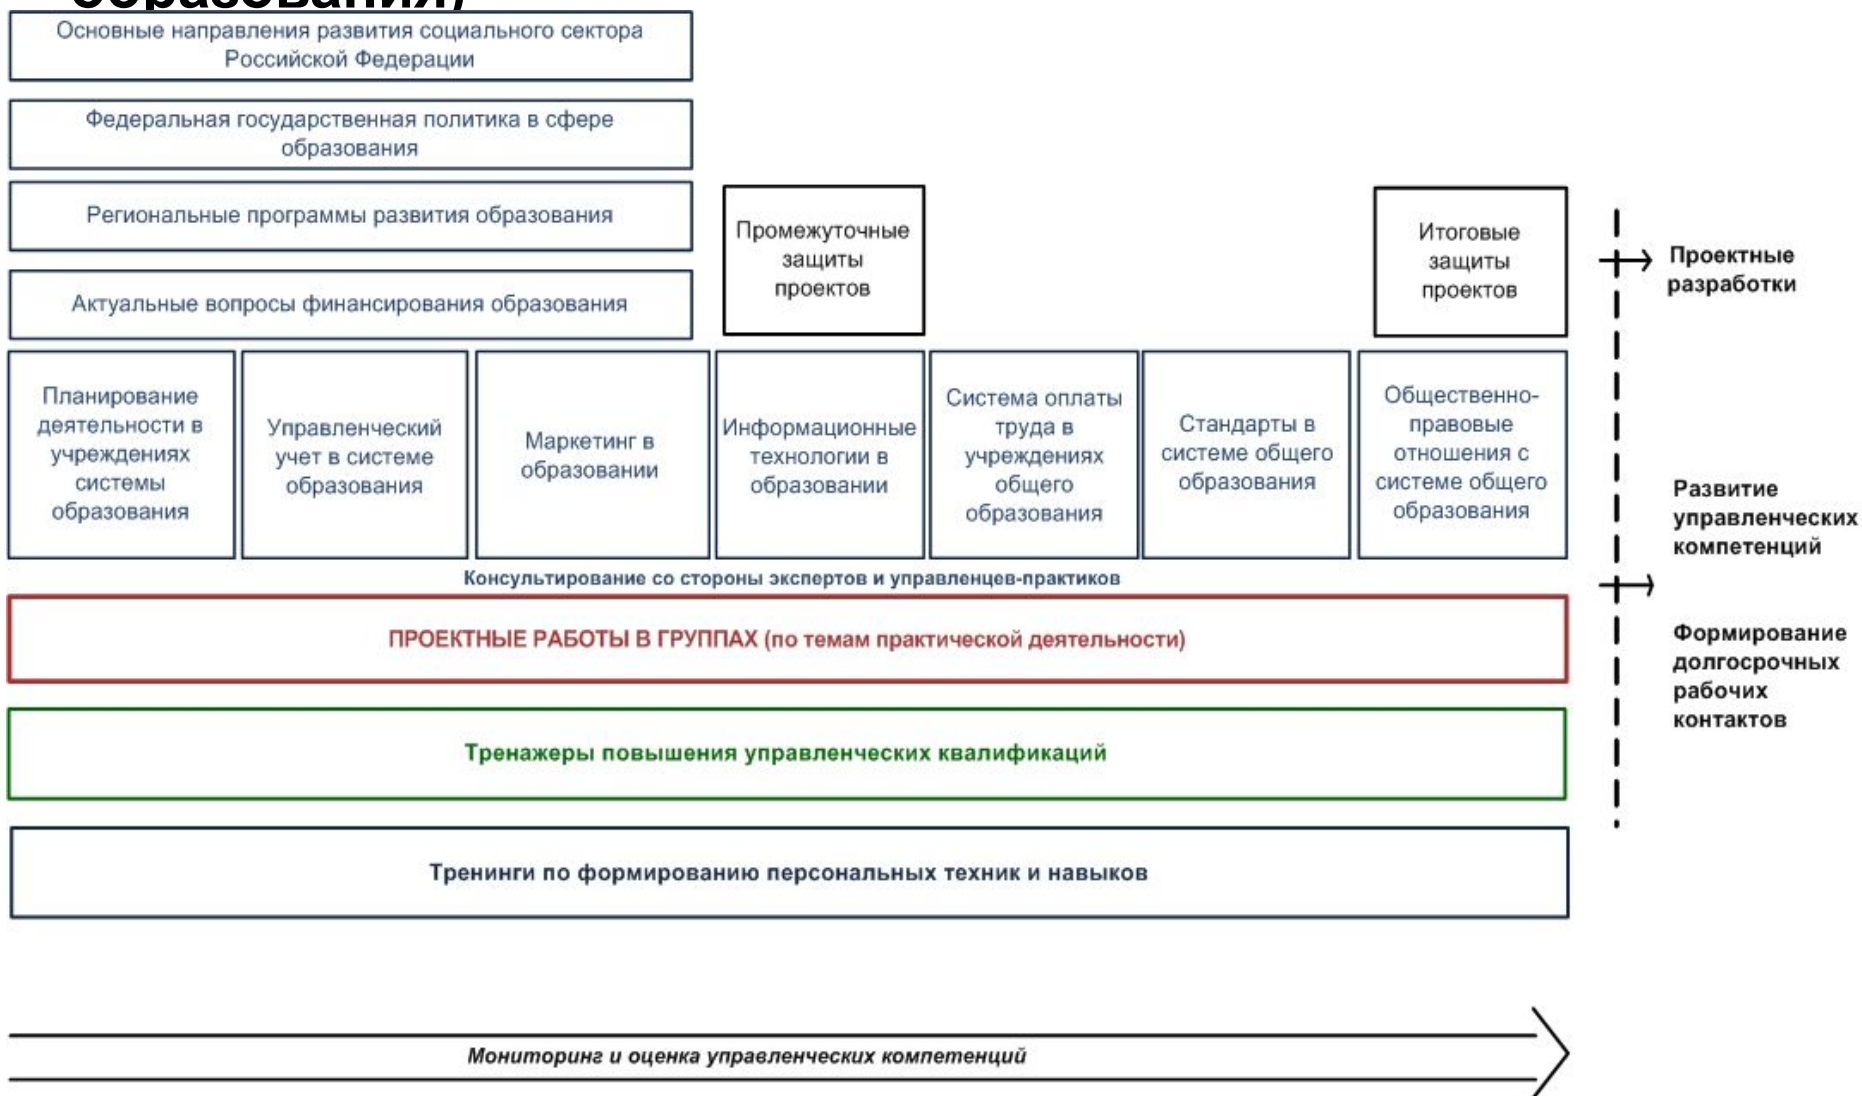 образования)
Основные направления развития социального сектора
Российской Федерации
Федеральная государственная политика в сфере
образования
Региональные программы развития образования
Актуальные вопросы финансирования образования
Промежуточные
защиты
проектов
Итоговые
защиты
проектов
Проектные
разработки
Планирование
деятельности в
учреждениях
системы
образования
Управленческий
учет в системе
образования
Маркетинг в
образовании
Информационные
технологии в
образовании
Система оплаты
труда в
учреждениях
общего
образования
Стандарты в
системе общего
образования
Общественно-
правовые
отношения с
системе общего
образования
Развитие
управленческих
компетенций
Консультирование со стороны экспертов и управленцев-практиков
ПРОЕКТНЫЕ РАБОТЫ В ГРУППАХ (по темам практической деятельности)
Формирование
долгосрочных
рабочих
контактов
Тренажеры повышения управленческих квалификаций
Тренинги по формированию персональных техник и навыков
Мониторинг и оценка управленческих компетенций